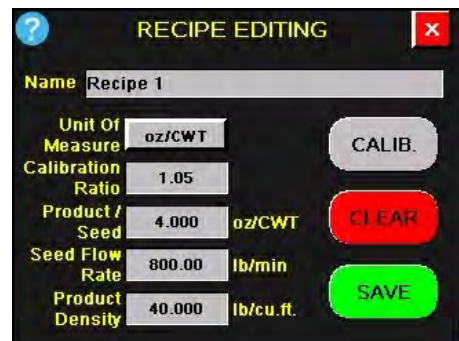 ? RECIPE EDITING X
Name Recipe 1
Unit Of
Measure oz/CWT
CALIB.
Calibration
Ratio 1.05
Product /
Seed 4.000 oz/CWT
CLEAR
Seed Flow
Rate 800.00 lb/min
SAVE
Product
Density 40.000 lb/cu.ft.